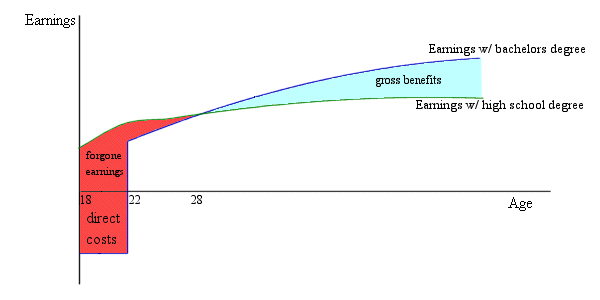 Earnings
Earnings w/ bachelors degree
gross benefits
Earnings w/ high school degree
forgone
earnings
18
22
28
Age
direct
costs